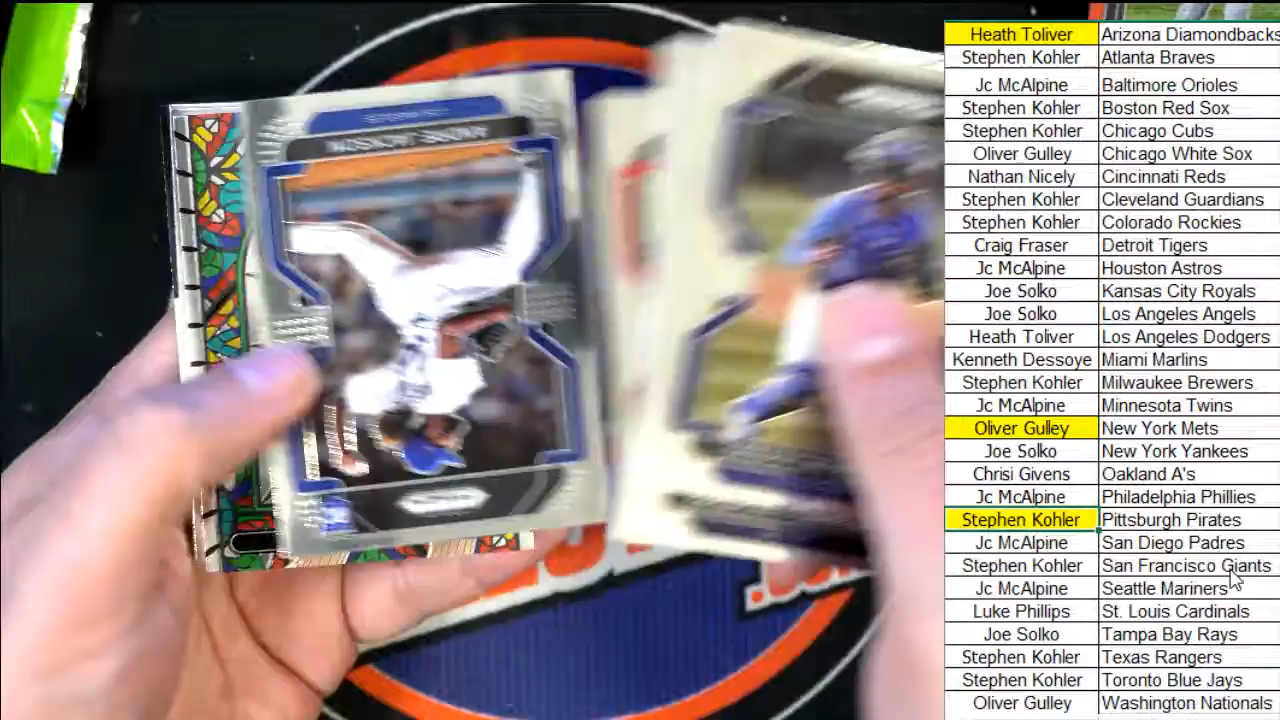 Heath Toliver Arizona Diamondbacks
Stephen Kohler Atlanta Braves
Jc McAlpine Baltimore Orioles
Stephen Kohler Boston Red Sox
Stephen Kohler Chicago Cubs
Oliver Gulley Chicago White Sox
Nathan Nicely Cincinnati Reds
Stephen Kohler Cleveland Guardians
Stephen Kohler Colorado Rockies
Craig Fraser Detroit Tigers
Jc McAlpine Houston Astros
Joe Solko Kansas City Royals
Joe Solko Los Angeles Angels
Heath Toliver Los Angeles Dodgers
Kenneth Dessoye Miami Marlins
Stephen Kohler Milwaukee Brewers
Jc McAlpine Minnesota Twins
Oliver Gulley New York Mets
Joe Solko New York Yankees
Chrisi Givens Oakland A's
Jc McAlpine Philadelphia Phillies
Stephen Kohler Pittsburgh Pirates
Jc McAlpine San Diego Padres
Stephen Kohler San Francisco Giants
Jc McAlpine Seattle Mariners
Luke Phillips St. Louis Cardinals
Joe Solko Tampa Bay Rays
Stephen Kohler Texas Rangers
Stephen Kohler Toronto Blue Jays
Oliver Gulley Washington Nationals